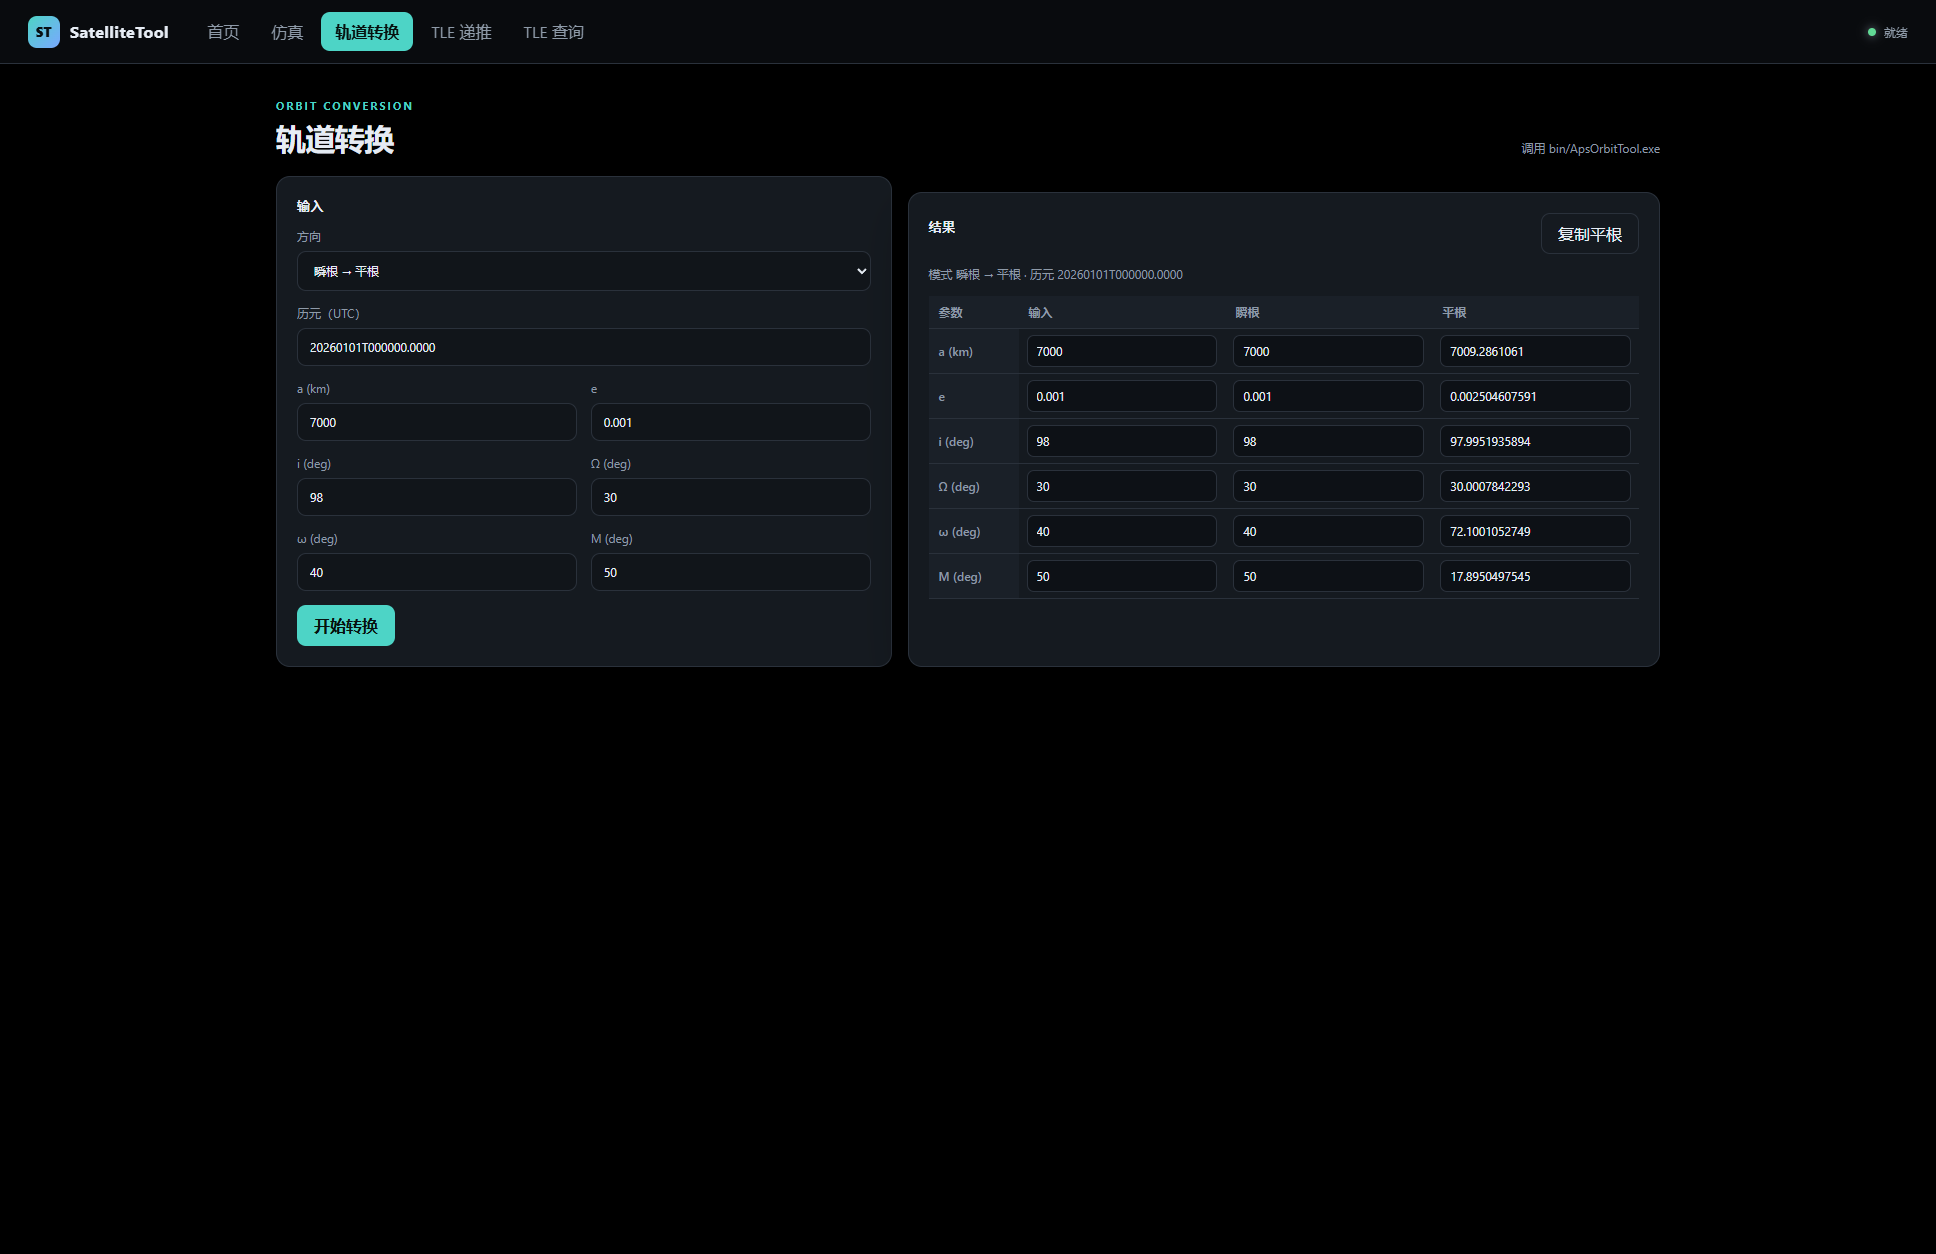 ST SatelliteTool 首页 仿真 轨道转换 TLE 递推 TLE 查询 就绪
ORBIT CONVERSION
轨道转换
调用 bin/ApsOrbitTool.exe
输入
方向
瞬根 → 平根
历元（UTC）
20260101T000000.0000
a (km) e
7000 0.001
i (deg) Ω (deg)
98 30
ω (deg) M (deg)
40 50
开始转换
结果 复制平根
模式 瞬根 → 平根 · 历元 20260101T000000.0000
参数 输入 瞬根 平根
a (km) 7000 7000 7009.2861061
e 0.001 0.001 0.002504607591
i (deg) 98 98 97.9951935894
Ω (deg) 30 30 30.0007842293
ω (deg) 40 40 72.1001052749
M (deg) 50 50 17.8950497545